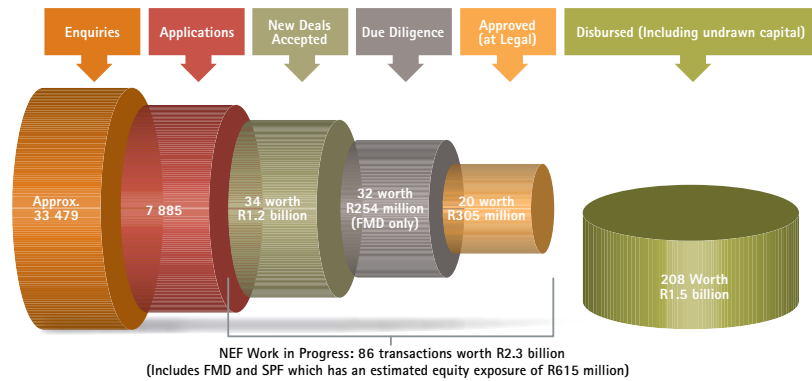 Enquiries
Applications
New Deals
Accepted
Due Diligence
Approved
(at Legal)
Disbursed (Including undrawn capital)
Approx.
33 479
7 885
34 worth
R1.2 billion
32 worth
R254 million
(FMD only)
20 worth
R305 million
208 Worth
R1.5 billion
NEF Work in Progress: 86 transactions worth R2.3 billion
(Includes FMD and SPF which has an estimated equity exposure of R615 million)